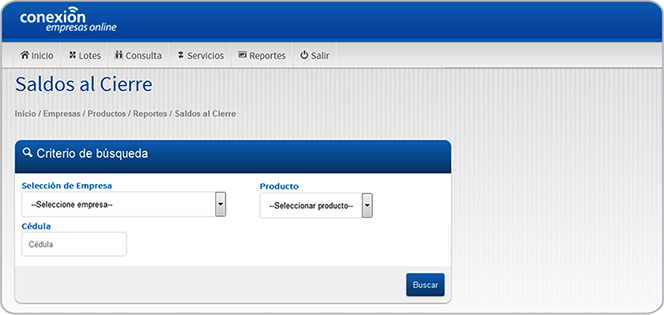 conexión
empresas online
Inicio Lotes Consulta Servicios Reportes Salir
Saldos al Cierre
Inicio / Empresas / Productos / Reportes / Saldos al Cierre
Criterio de búsqueda
Selección de Empresa Producto
--Seleccione empresa-- --Seleccionar producto--
Cédula
Cédula
Buscar